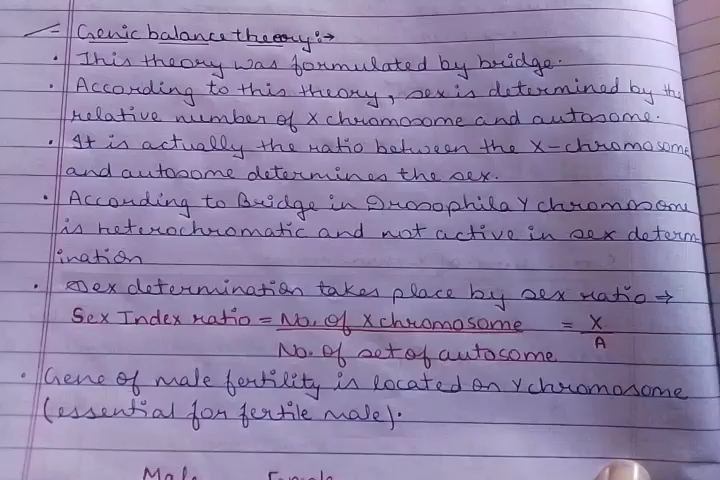 = Genic balance theory:→
• This theory was formulated by bridge.
• According to this theory, sex is determined by the
relative number of X chromosome and autosome.
• It is actually the ratio between the X-chromosome
and autosome determines the sex.
• According to Bridge in Drosophila Y chromosome
is heterochromatic and not active in sex determ-
ination
• Sex determination takes place by sex ratio →
Sex Index ratio = No. of X chromosome = X
No. of set of autosome A
• Gene of male fertility is located on Y chromosome
(essential for fertile male).
Male Female